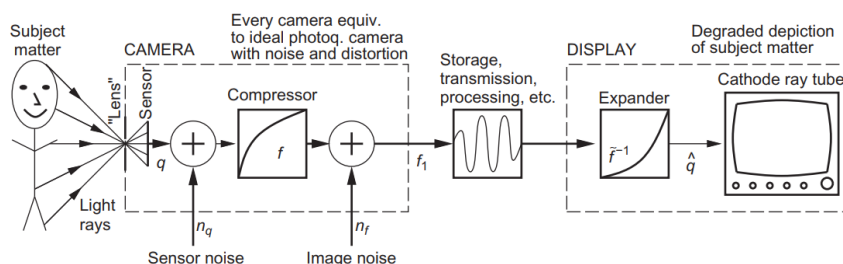 Subject
matter
CAMERA
Every camera equiv.
to ideal photoq. camera
with noise and distortion
"Lens"
Sensor
Compressor
q
f
f₁
Light
rays
n_q
n_f
Sensor noise
Image noise
Storage,
transmission,
processing, etc.
DISPLAY
Degraded depiction
of subject matter
Cathode ray tube
Expander
f̃⁻¹
q̂